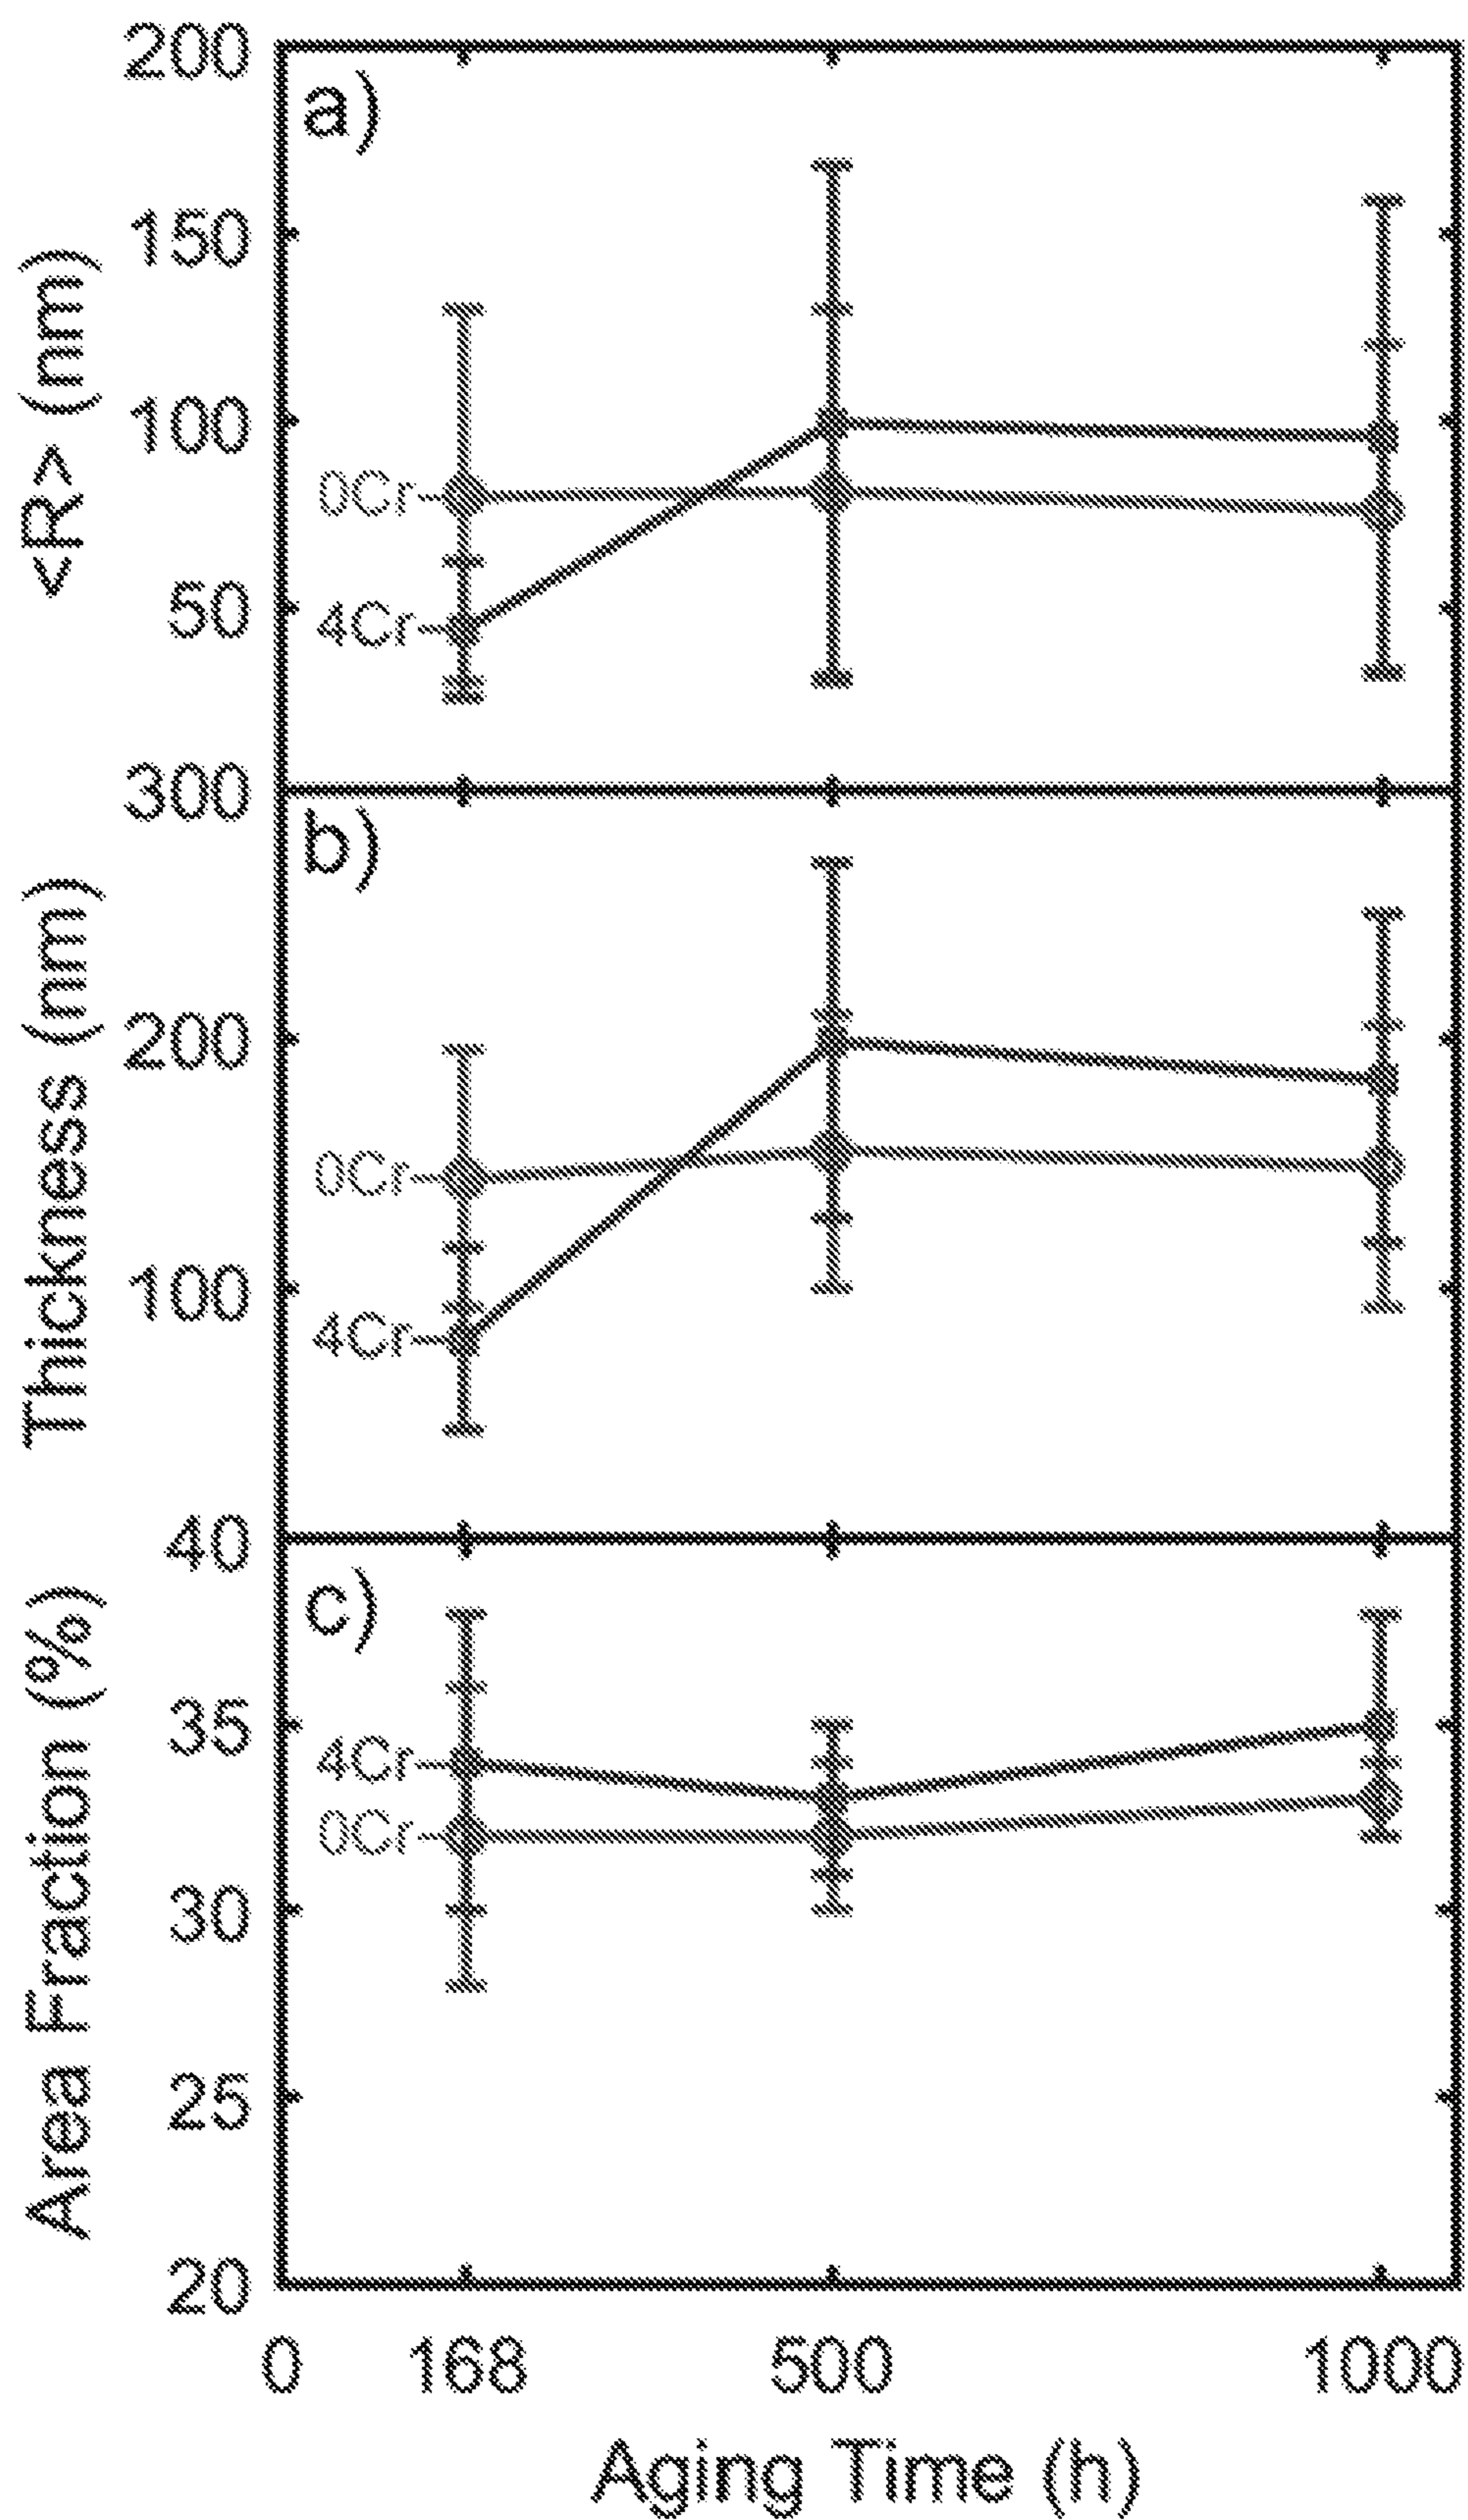 200
a)
150
<R> (nm)
100
0Cr
50
4Cr
300
b)
Thickness (nm)
200
0Cr
100
4Cr
40
c)
Area Fraction (%)
35
4Cr
0Cr
30
25
20
0 168 500 1000
Aging Time (h)